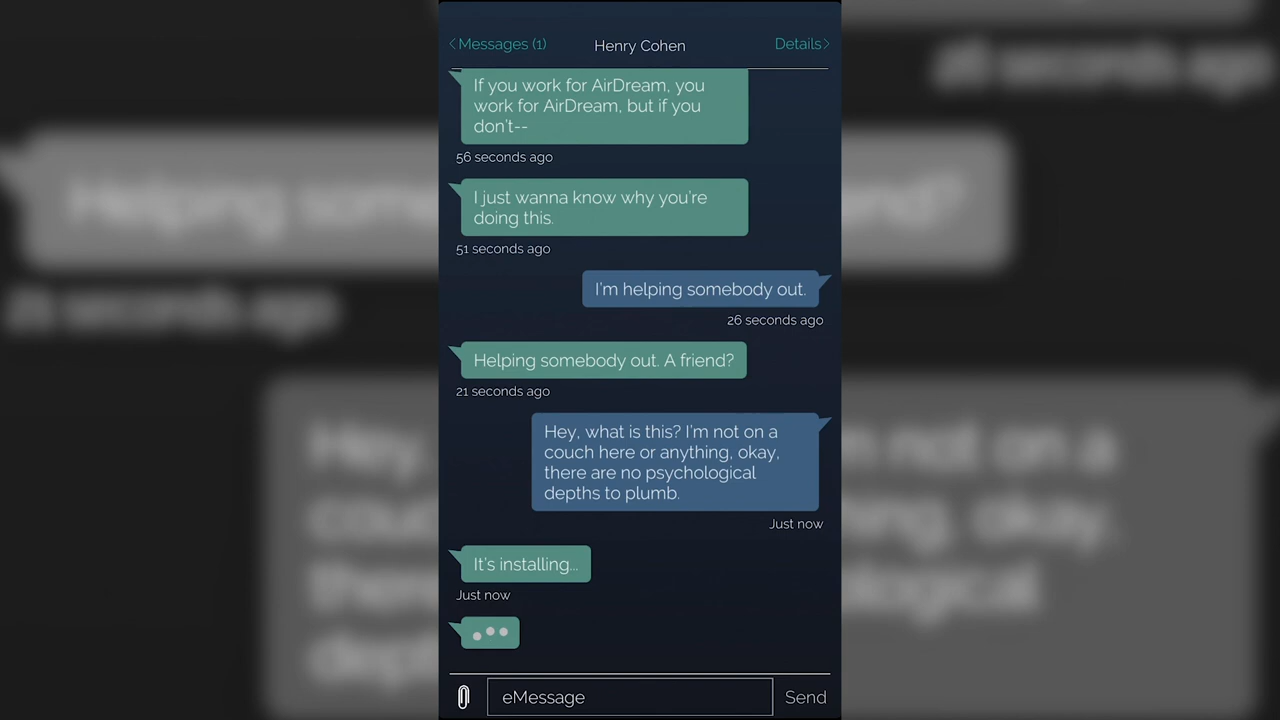 Messages (1)
Henry Cohen
Details
If you work for AirDream, you
work for AirDream, but if you
don't--
56 seconds ago
I just wanna know why you're
doing this.
51 seconds ago
I'm helping somebody out.
26 seconds ago
Helping somebody out. A friend?
21 seconds ago
Hey, what is this? I'm not on a
couch here or anything, okay,
there are no psychological
depths to plumb.
Just now
It's installing...
Just now
eMessage
Send